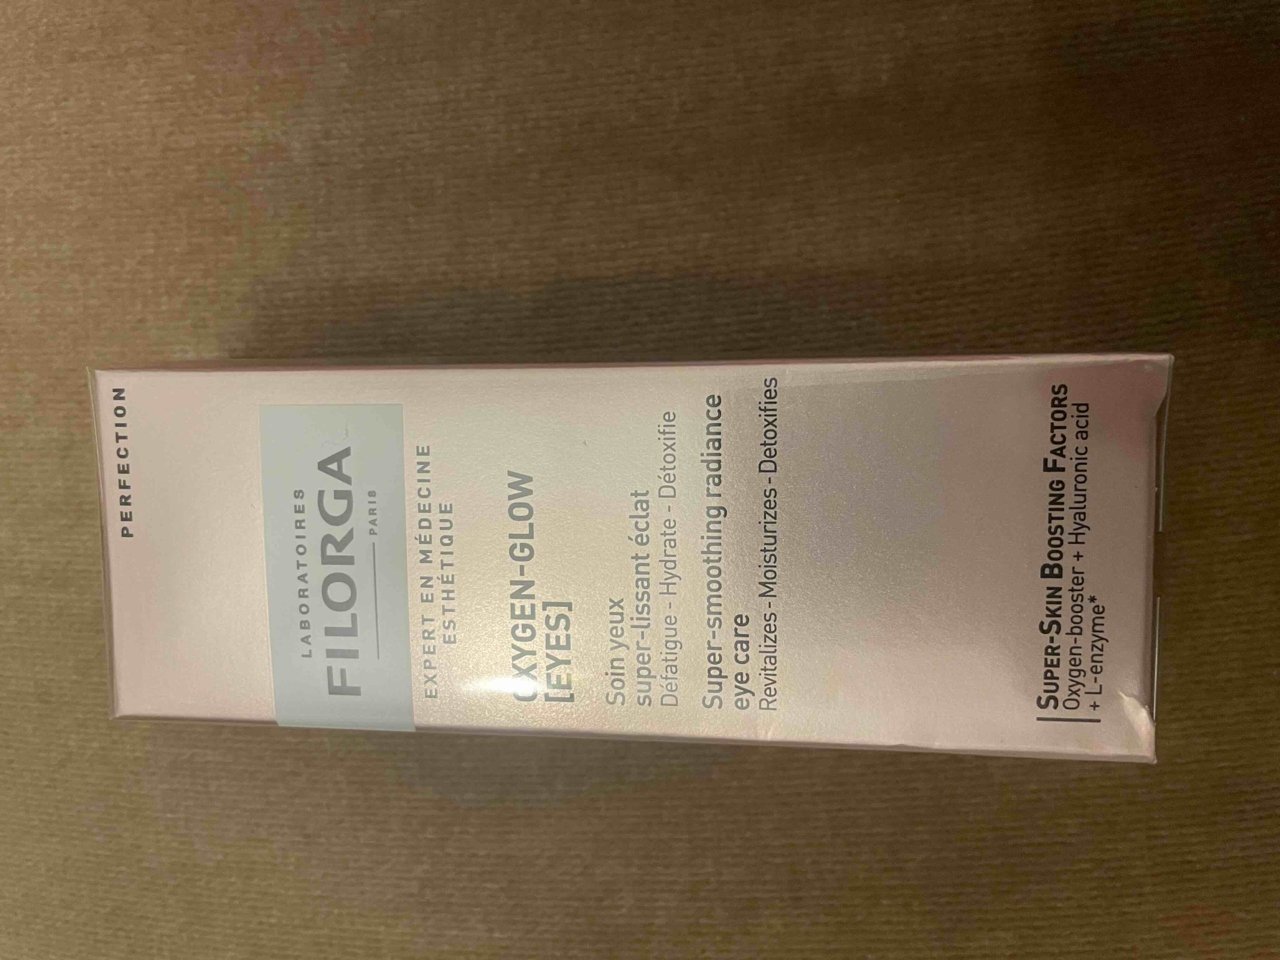 PERFECTION
LABORATOIRES
FILORGA
PARIS
EXPERT EN MÉDECINE
ESTHÉTIQUE
OXYGEN-GLOW
[EYES]
Soin yeux
super-lissant éclat
Défatigue - Hydrate - Détoxifie
Super-smoothing radiance
eye care
Revitalizes - Moisturizes - Detoxifies
SUPER-SKIN BOOSTING FACTORS
Oxygen-booster + Hyaluronic acid
+ L-enzyme*